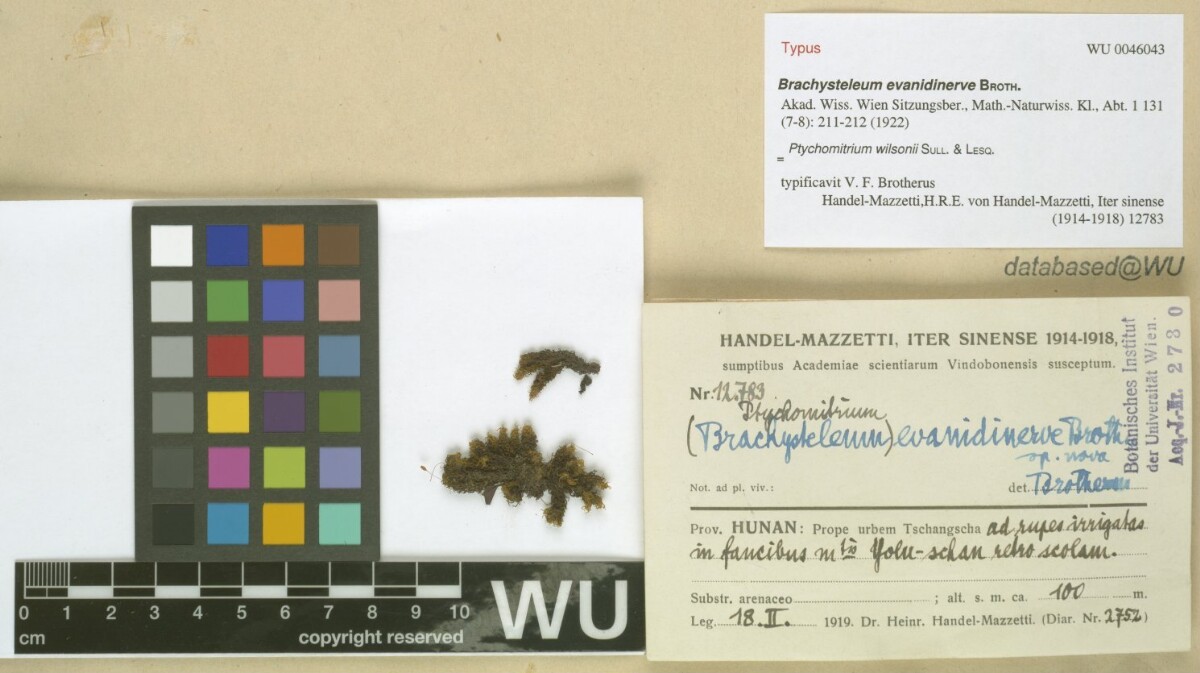 Typus WU 0046043
Brachysteleum evanidinerve BROTH.
Akad. Wiss. Wien Sitzungsber., Math.-Naturwiss. Kl., Abt. 1 131
(7-8): 211-212 (1922)
= Ptychomitrium wilsonii SULL. & LESQ.
typificavit V. F. Brotherus
Handel-Mazzetti,H.R.E. von Handel-Mazzetti, Iter sinense
(1914-1918) 12783
databased@WU
HANDEL-MAZZETTI, ITER SINENSE 1914-1918,
sumptibus Academiae scientiarum Vindobonensis susceptum.
Nr. 12.783
Ptychomitrium
(Brachysteleum) evanidinerve Broth
sp. nova
Not. ad pl. viv.: det. Brotherus
Prov. HUNAN: Prope urbem Tschangscha ad rupes irrigatas
in faucibus mtis Yolu-schan retro scolam.
Substr. arenaceo ; alt. s. m. ca. 100 m.
Leg. 18. II. 1919. Dr. Heinr. Handel-Mazzetti. (Diar. Nr. 2752)
Botanisches Institut
der Universität Wien.
Acq.-J.-Nr. 2730
0 1 2 3 4 5 6 7 8 9 10
cm copyright reserved
WU